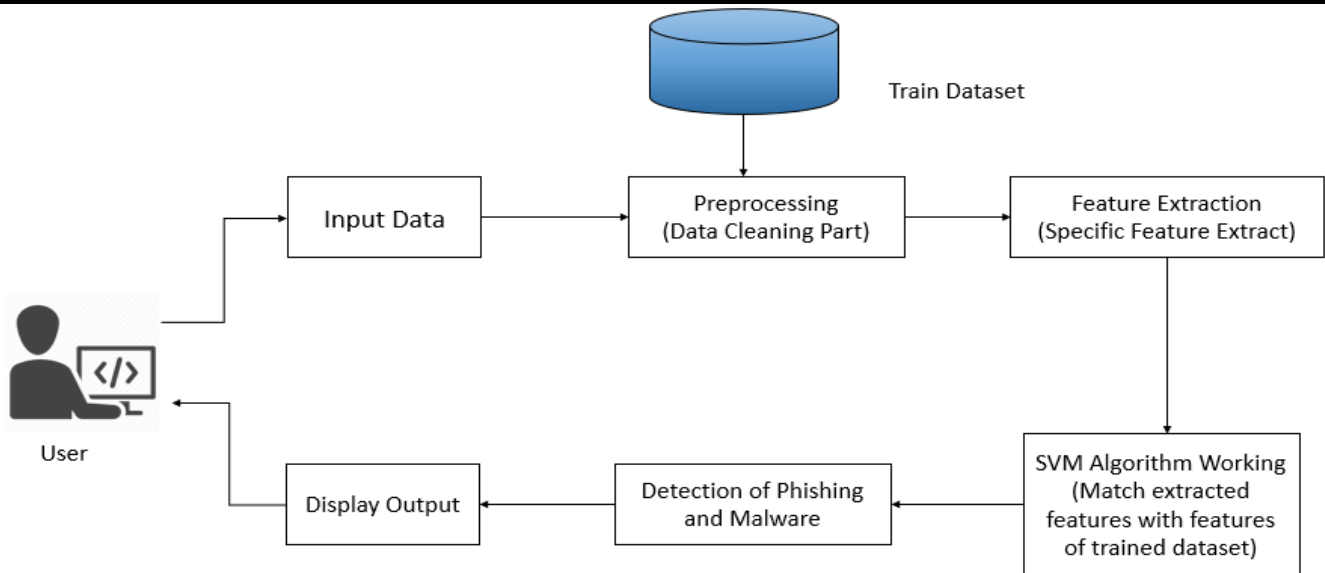 Train Dataset
Input Data
Preprocessing
(Data Cleaning Part)
Feature Extraction
(Specific Feature Extract)
</>
User
Display Output
Detection of Phishing
and Malware
SVM Algorithm Working
(Match extracted
features with features
of trained dataset)